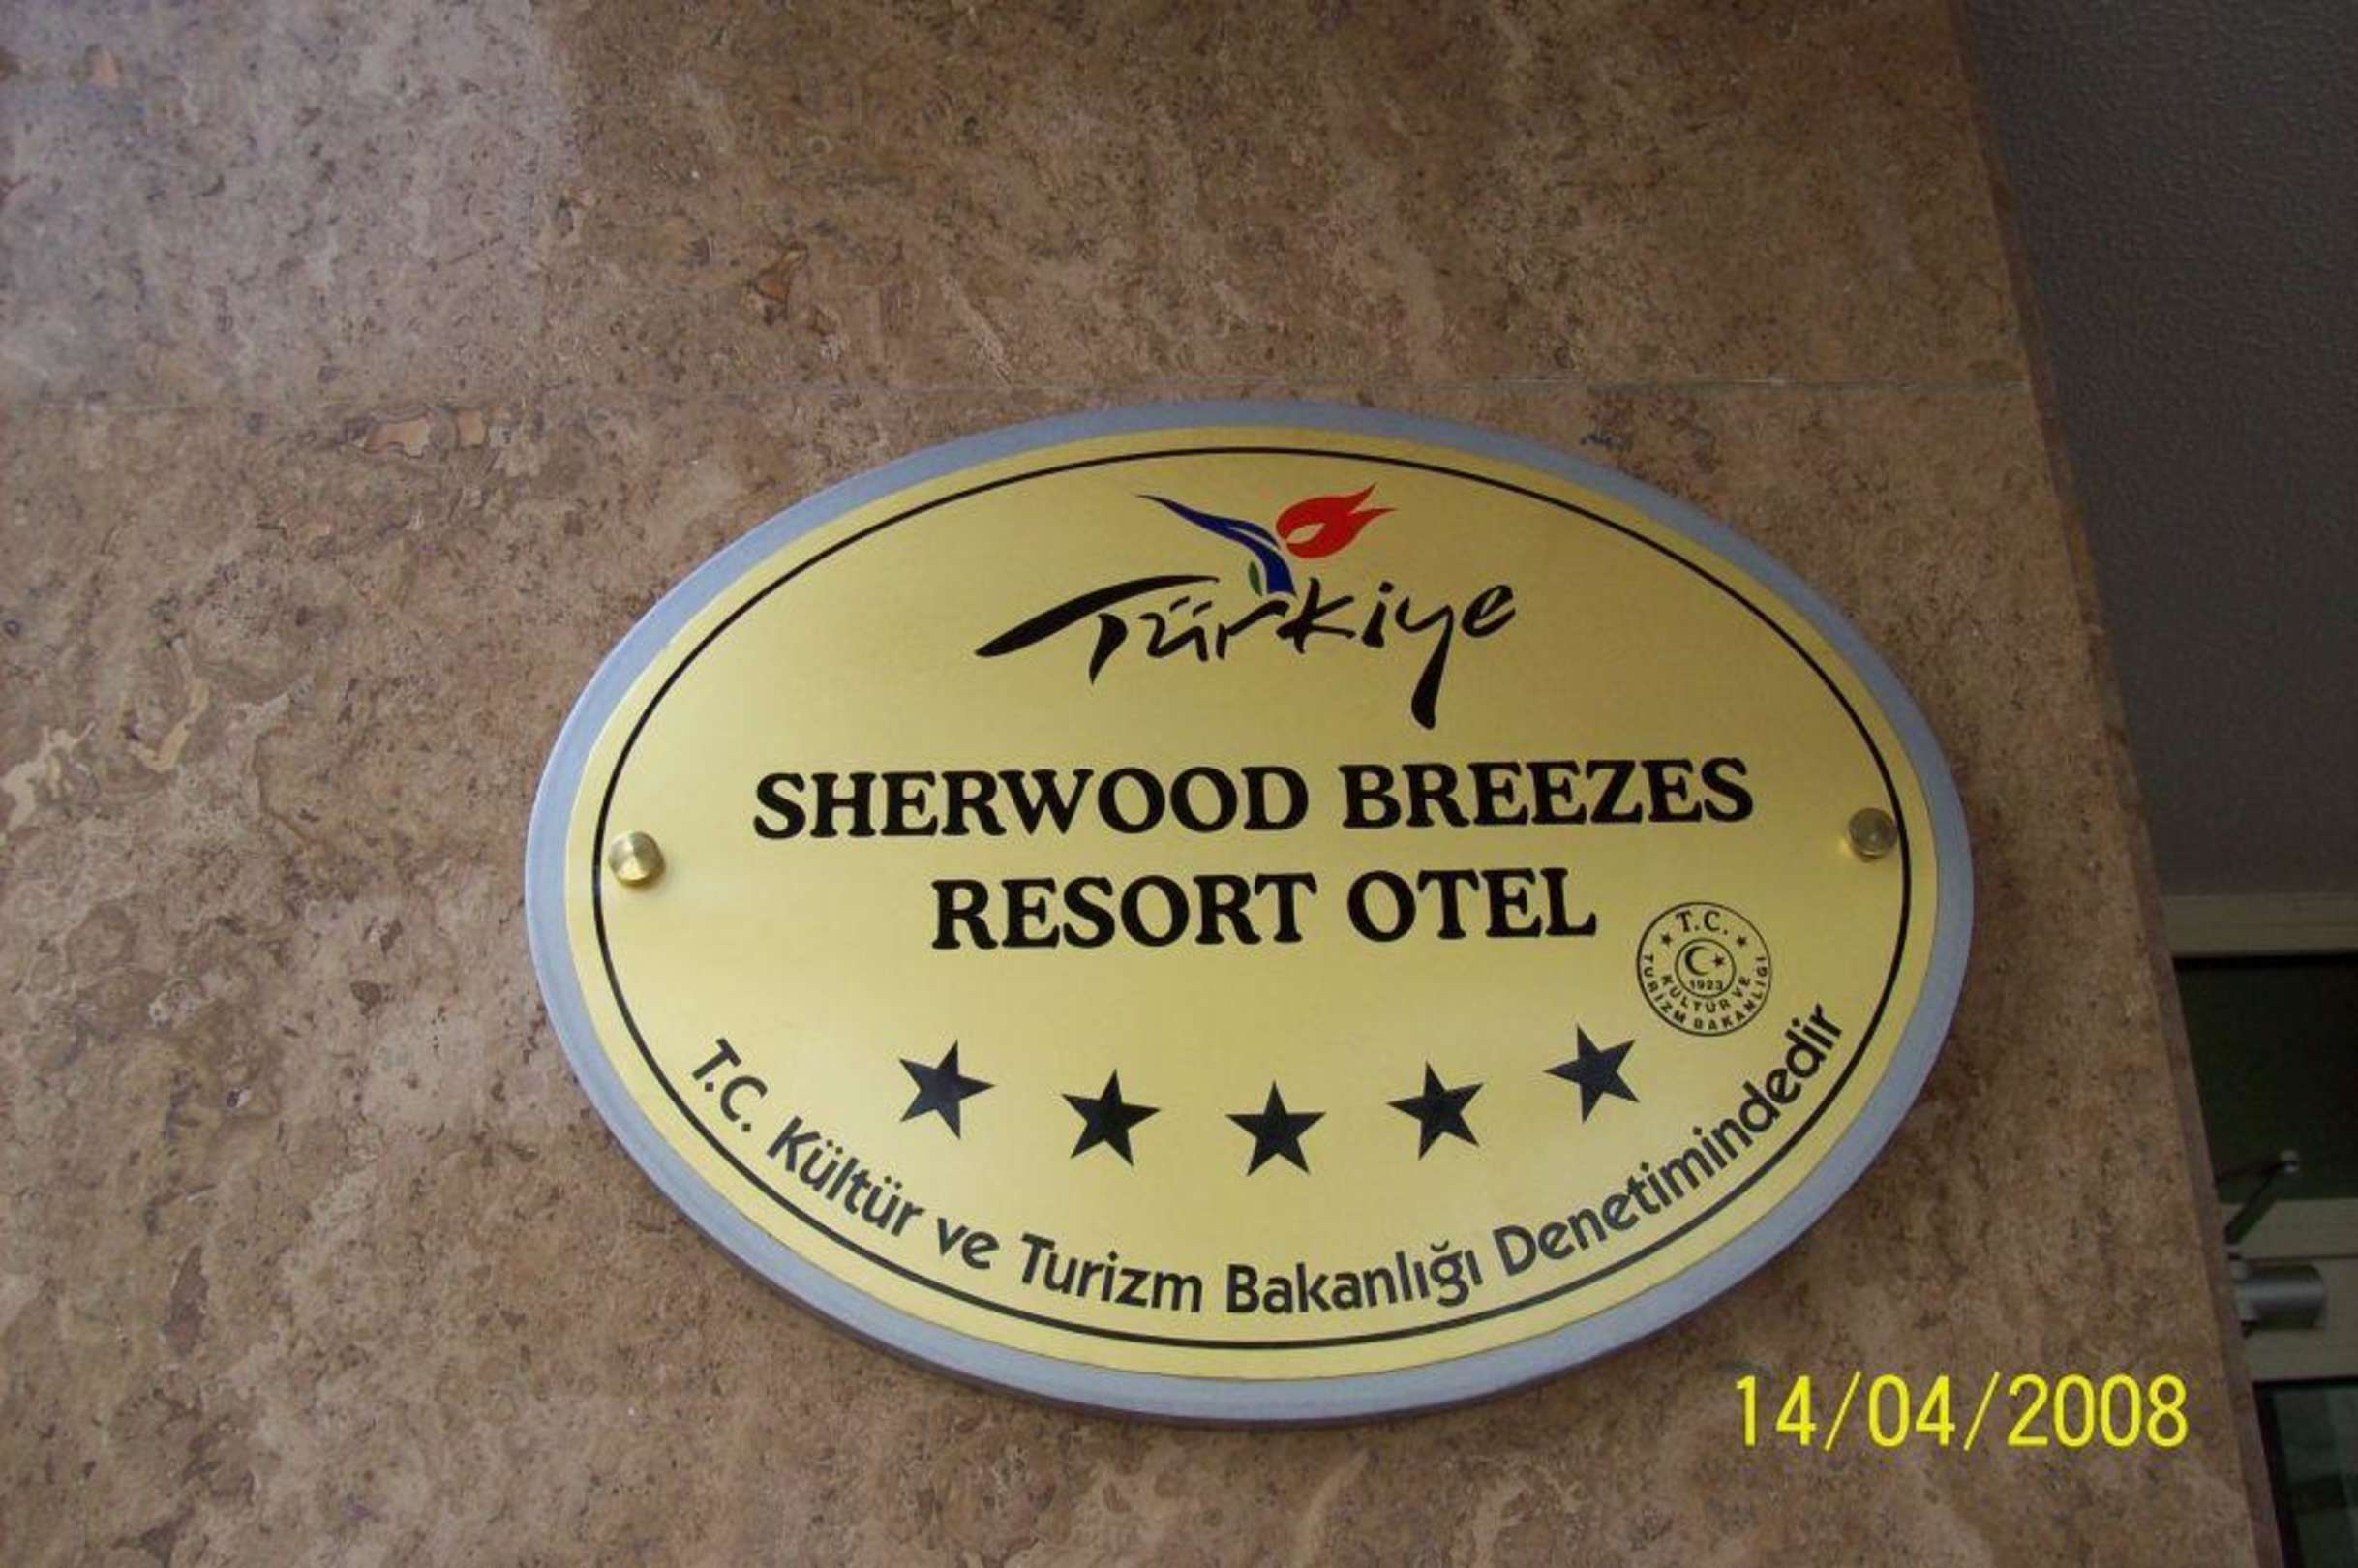 Türkiye
SHERWOOD BREEZES
RESORT OTEL
T.C.
1923
KÜLTÜR VE
TURİZM BAKANLIĞI
T.C. Kültür ve Turizm Bakanlığı Denetimindedir
14/04/2008